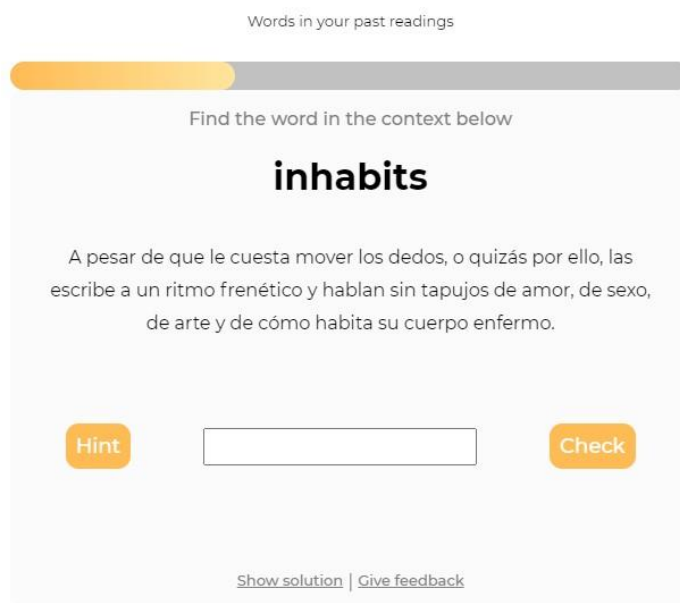 Words in your past readings
Find the word in the context below
inhabits
A pesar de que le cuesta mover los dedos, o quizás por ello, las
escribe a un ritmo frenético y hablan sin tapujos de amor, de sexo,
de arte y de cómo habita su cuerpo enfermo.
Hint Check
Show solution | Give feedback